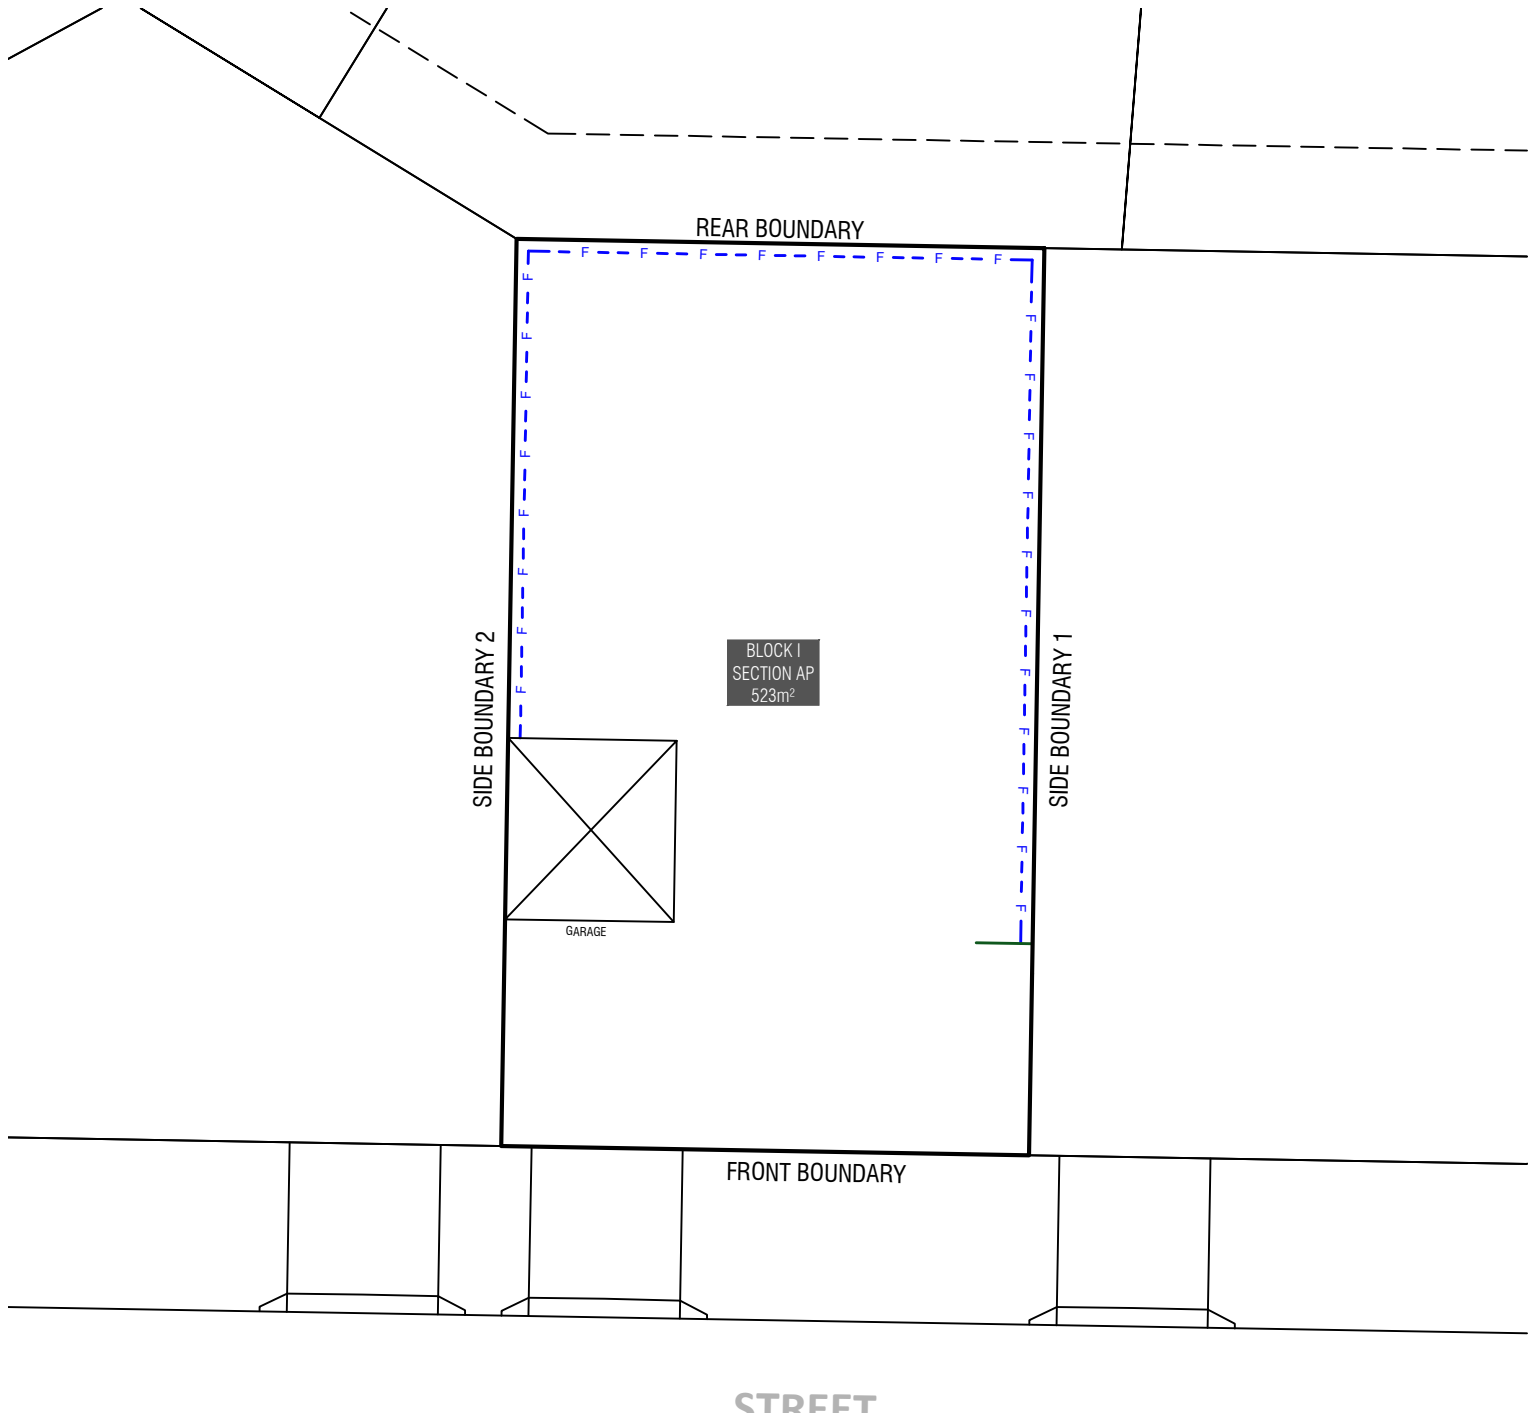 REAR BOUNDARY
F F F F F F F F
F F F F F F F F
F F F F F F F F F F F
SIDE BOUNDARY 2
BLOCK I
SECTION AP
523m²
SIDE BOUNDARY 1
GARAGE
FRONT BOUNDARY
STREET